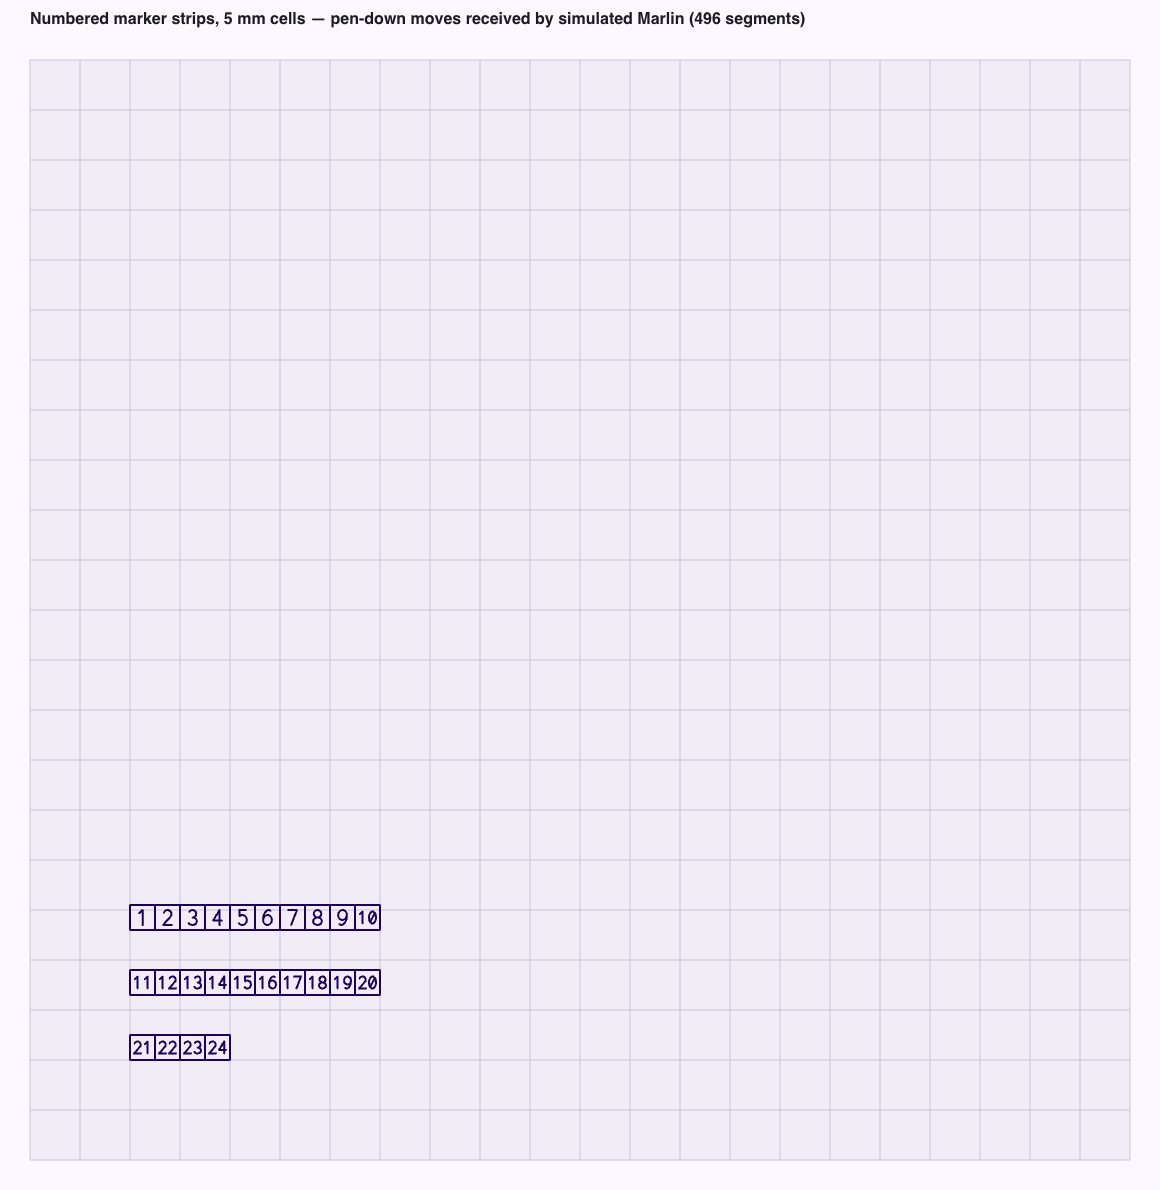 Numbered marker strips, 5 mm cells — pen-down moves received by simulated Marlin (496 segments)
1 2 3 4 5 6 7 8 9 10
11 12 13 14 15 16 17 18 19 20
21 22 23 24